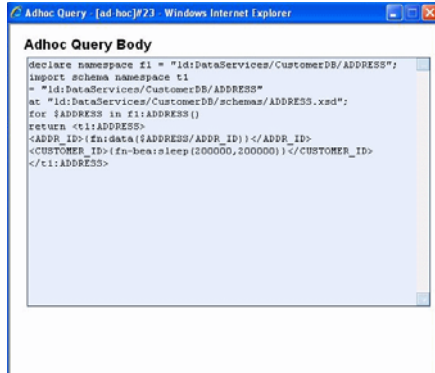 Adhoc Query - [ad-hoc]#23 - Windows Internet Explorer
Adhoc Query Body
declare namespace f1 = "ld:DataServices/CustomerDB/ADDRESS";
import schema namespace t1
= "ld:DataServices/CustomerDB/ADDRESS"
at "ld:DataServices/CustomerDB/schemas/ADDRESS.xsd";
for $ADDRESS in f1:ADDRESS()
return <t1:ADDRESS>
<ADDR_ID>{fn:data($ADDRESS/ADDR_ID)}</ADDR_ID>
<CUSTOMER_ID>{fn-bea:sleep(200000,200000)}</CUSTOMER_ID>
</t1:ADDRESS>